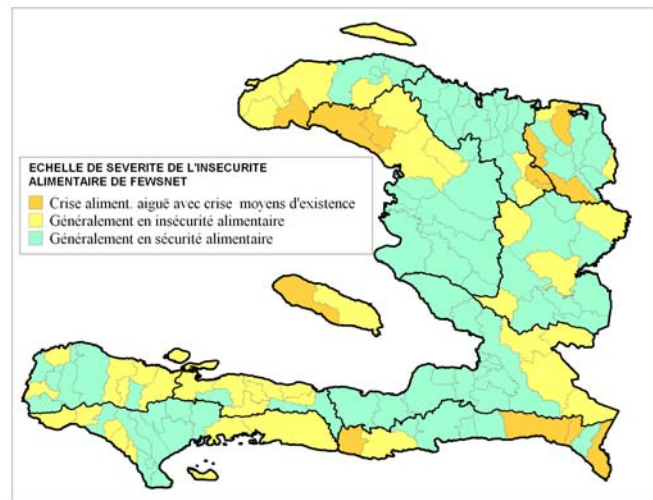 ECHELLE DE SEVERITE DE L'INSECURITE
ALIMENTAIRE DE FEWSNET
Crise aliment. aiguë avec crise moyens d'existence
Généralement en insécurité alimentaire
Généralement en sécurité alimentaire